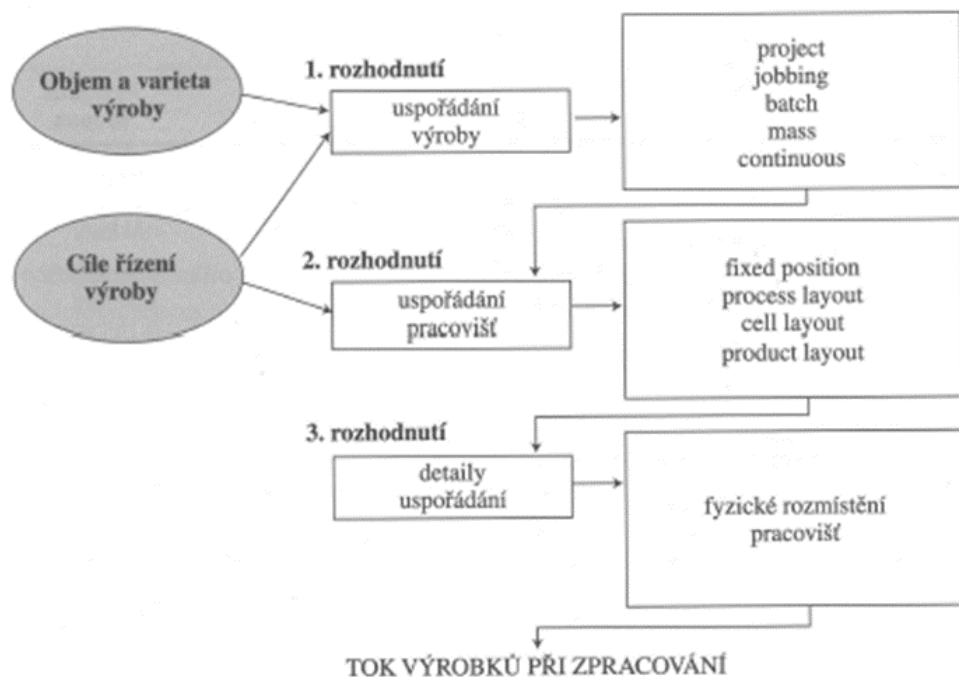 Objem a varieta
výroby
1. rozhodnutí
uspořádání
výroby
project
jobbing
batch
mass
continuous
Cíle řízení
výroby
2. rozhodnutí
uspořádání
pracovišť
fixed position
process layout
cell layout
product layout
3. rozhodnutí
detaily
uspořádání
fyzické rozmístění
pracovišť
TOK VÝROBKŮ PŘI ZPRACOVÁNÍ